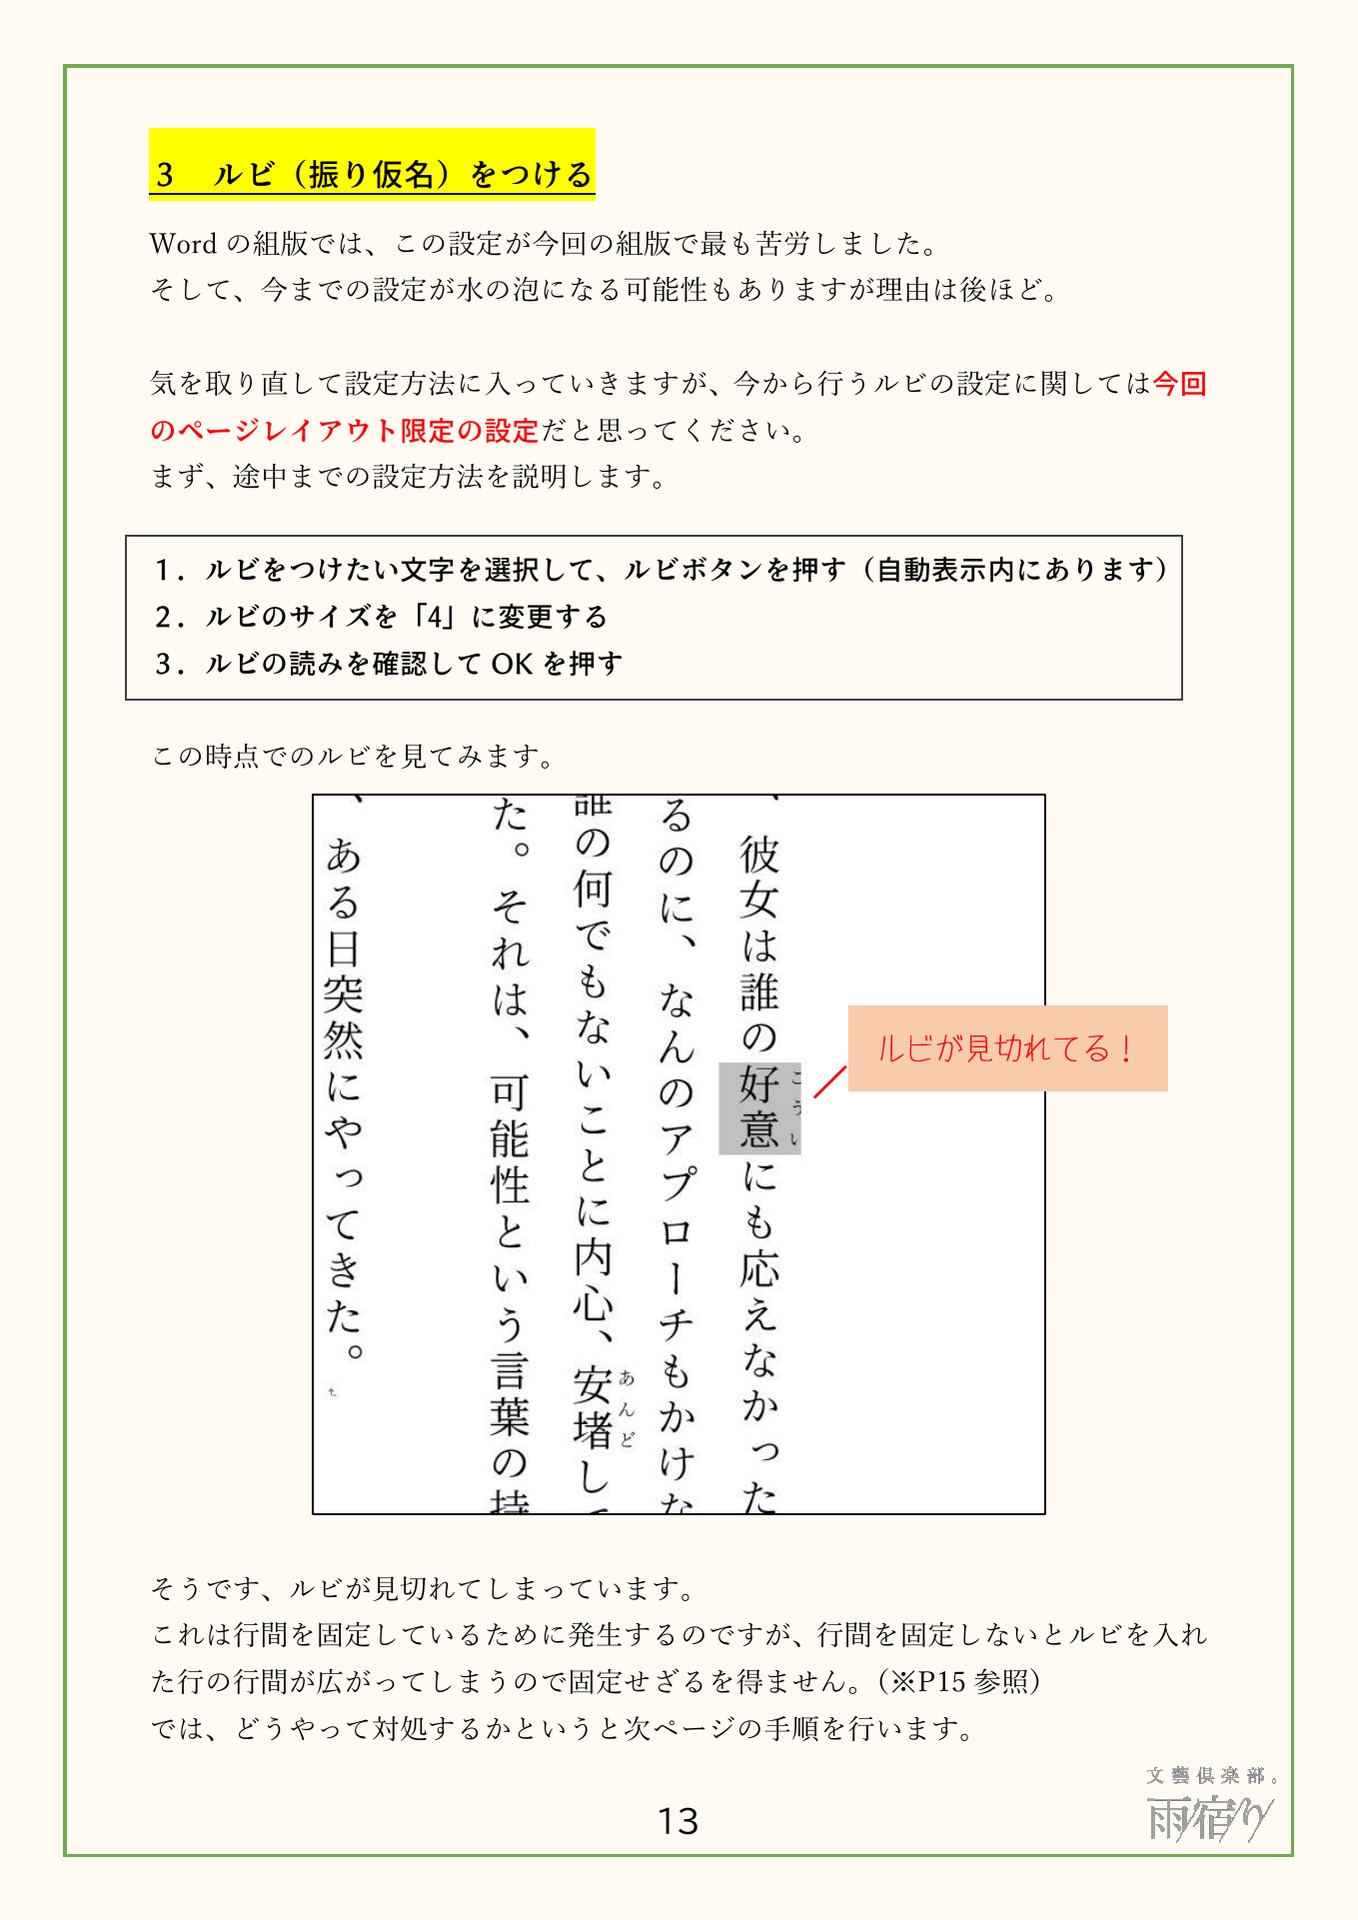 ３　ルビ（振り仮名）をつける
Word の組版では、この設定が今回の組版で最も苦労しました。
そして、今までの設定が水の泡になる可能性もありますが理由は後ほど。
気を取り直して設定方法に入っていきますが、今から行うルビの設定に関しては今回
のページレイアウト限定の設定だと思ってください。
まず、途中までの設定方法を説明します。
１．ルビをつけたい文字を選択して、ルビボタンを押す（自動表示内にあります）
２．ルビのサイズを「4」に変更する
３．ルビの読みを確認して OK を押す
この時点でのルビを見てみます。
、彼女は誰の好意にも応えなかった
こうい
るのに、なんのアプローチもかけな
誰の何でもないことに内心、安堵して
あんど
た。それは、可能性という言葉の持
、ある日突然にやってきた。
ルビが見切れてる！
そうです、ルビが見切れてしまっています。
これは行間を固定しているために発生するのですが、行間を固定しないとルビを入れ
た行の行間が広がってしまうので固定せざるを得ません。（※P15 参照）
では、どうやって対処するかというと次ページの手順を行います。
13
文藝倶楽部。
雨宿り